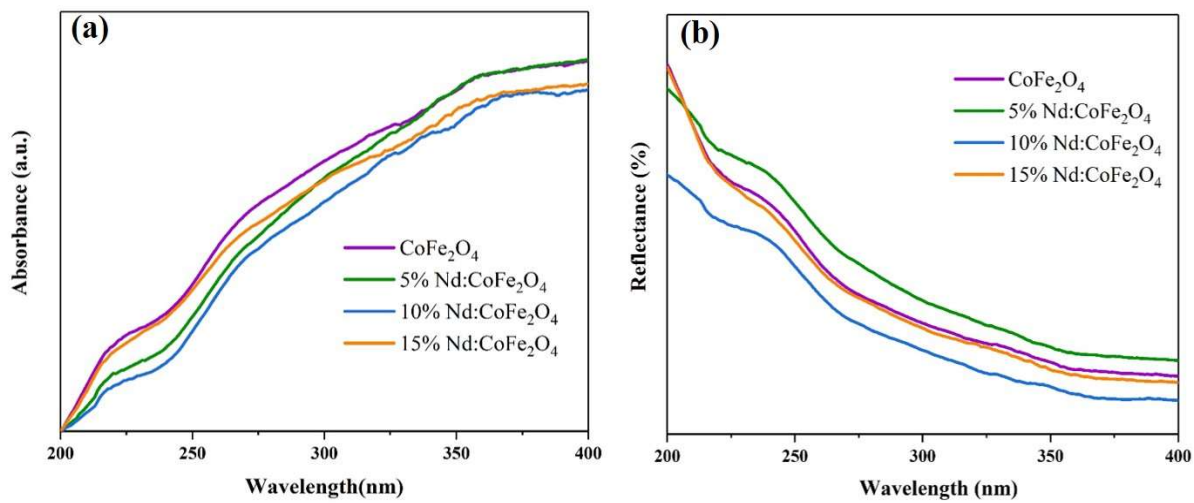 (a)
Absorbance (a.u.)
CoFe₂O₄
5% Nd:CoFe₂O₄
10% Nd:CoFe₂O₄
15% Nd:CoFe₂O₄
200 250 300 350 400
Wavelength(nm)
(b)
Reflectance (%)
CoFe₂O₄
5% Nd:CoFe₂O₄
10% Nd:CoFe₂O₄
15% Nd:CoFe₂O₄
200 250 300 350 400
Wavelength (nm)